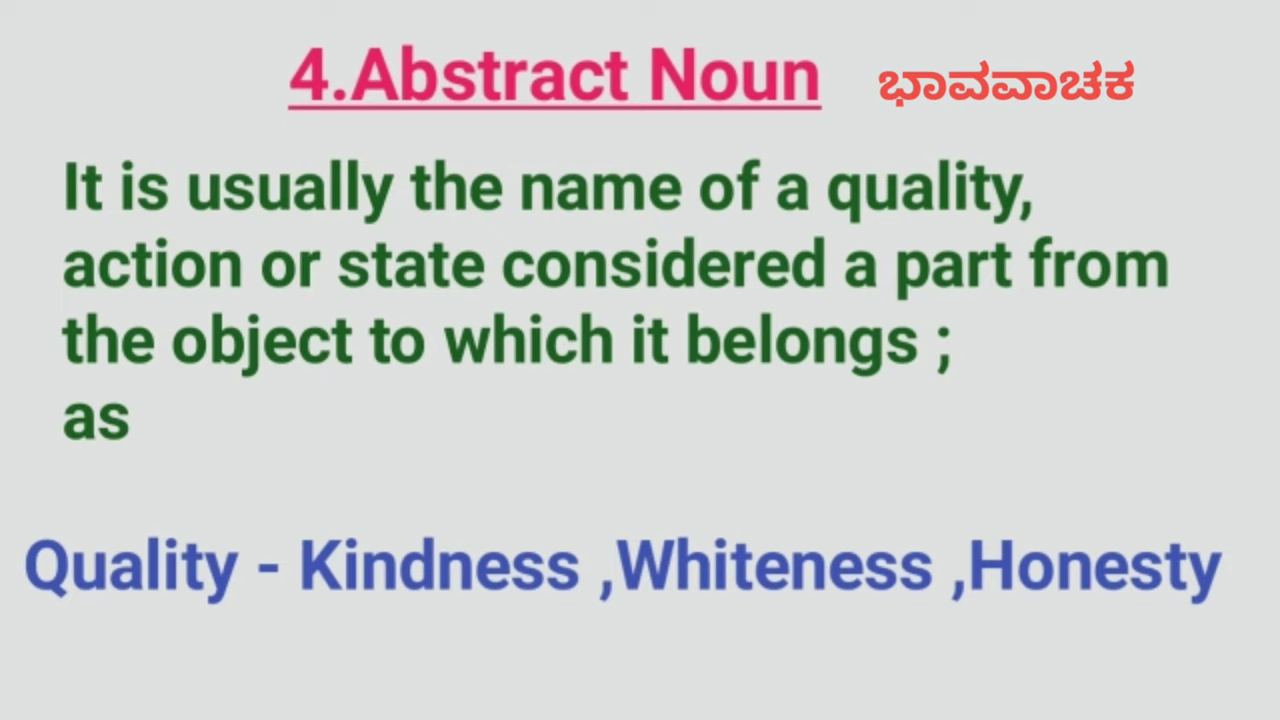 4.Abstract Noun ಭಾವವಾಚಕ
It is usually the name of a quality,
action or state considered a part from
the object to which it belongs ;
as
Quality - Kindness ,Whiteness ,Honesty